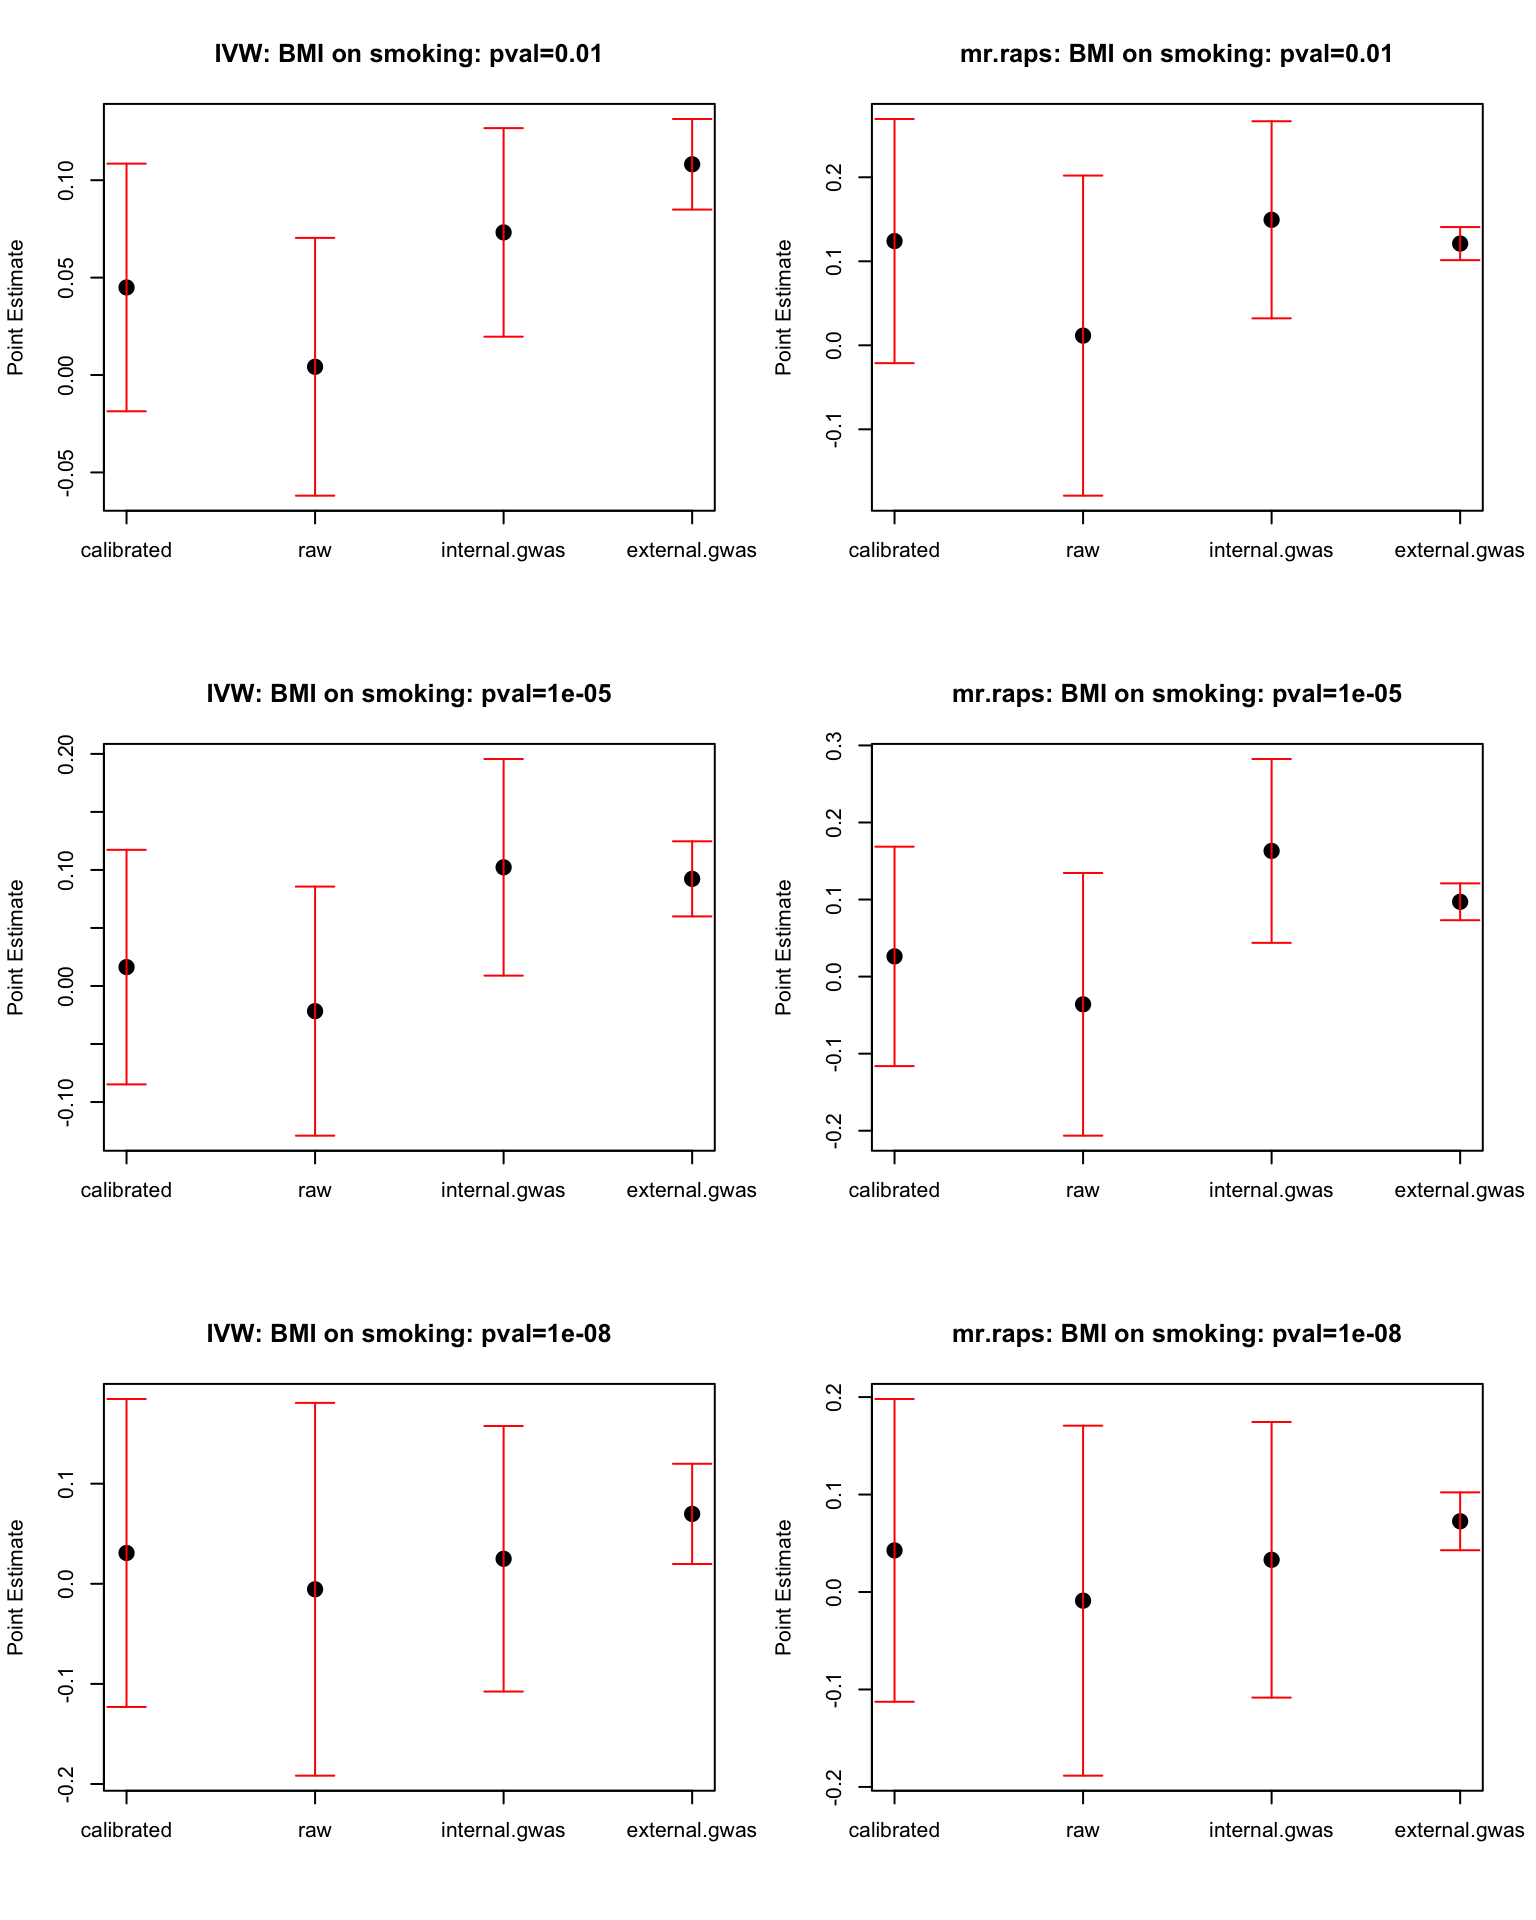 IVW: BMI on smoking: pval=0.01
Point Estimate
0.10
0.05
0.00
-0.05
calibrated raw internal.gwas external.gwas
mr.raps: BMI on smoking: pval=0.01
Point Estimate
0.2
0.1
0.0
-0.1
calibrated raw internal.gwas external.gwas
IVW: BMI on smoking: pval=1e-05
Point Estimate
0.20
0.10
0.00
-0.10
calibrated raw internal.gwas external.gwas
mr.raps: BMI on smoking: pval=1e-05
Point Estimate
0.3
0.2
0.1
0.0
-0.1
-0.2
calibrated raw internal.gwas external.gwas
IVW: BMI on smoking: pval=1e-08
Point Estimate
0.1
0.0
-0.1
-0.2
calibrated raw internal.gwas external.gwas
mr.raps: BMI on smoking: pval=1e-08
Point Estimate
0.2
0.1
0.0
-0.1
-0.2
calibrated raw internal.gwas external.gwas